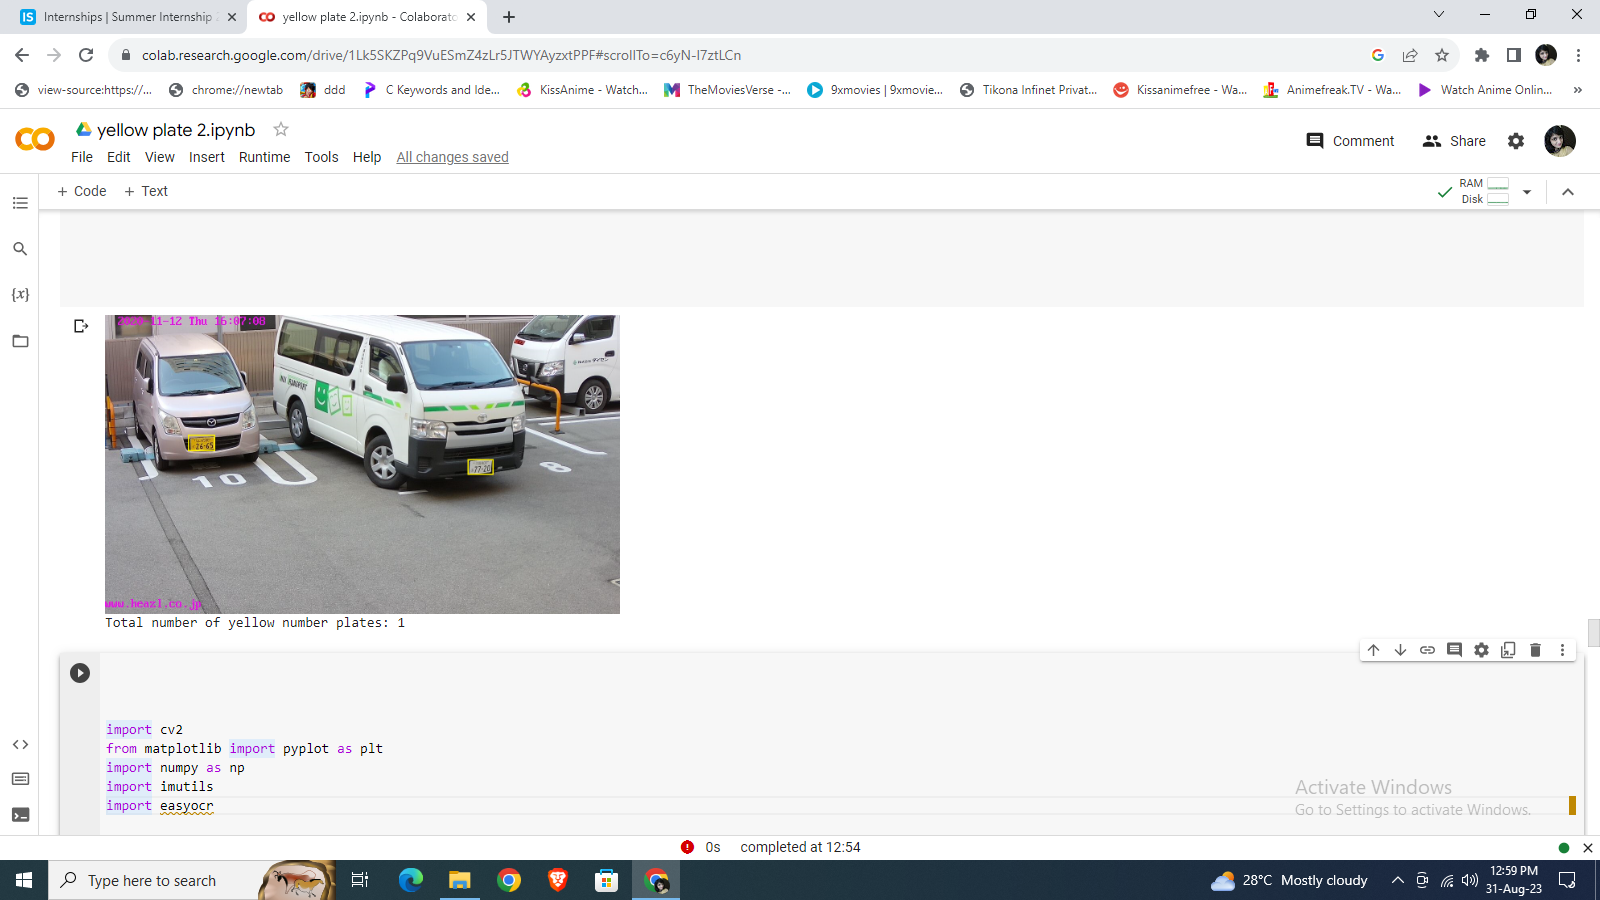 Internships | Summer Internship
yellow plate 2.ipynb - Colaborato
colab.research.google.com/drive/1Lk5SKZPq9VuESmZ4zLr5JTWYAyzxtPPF#scrollTo=c6yN-I7ztLCn
view-source:https://...
chrome://newtab
ddd
C Keywords and Ide...
KissAnime - Watch...
TheMoviesVerse -...
9xmovies | 9xmovie...
Tikona Infinet Privat...
Kissanimefree - Wa...
Animefreak.TV - Wa...
Watch Anime Onlin...
»
yellow plate 2.ipynb
Comment
Share
File Edit View Insert Runtime Tools Help All changes saved
+ Code + Text
RAM
Disk
{x}
11-12 Thu 16:07:08
26-65
77-20
10
8
www.heazl.co.jp
Total number of yellow number plates: 1
import cv2
from matplotlib import pyplot as plt
import numpy as np
import imutils
import easyocr
Activate Windows
Go to Settings to activate Windows.
0s completed at 12:54
Type here to search
28°C Mostly cloudy
12:59 PM
31-Aug-23